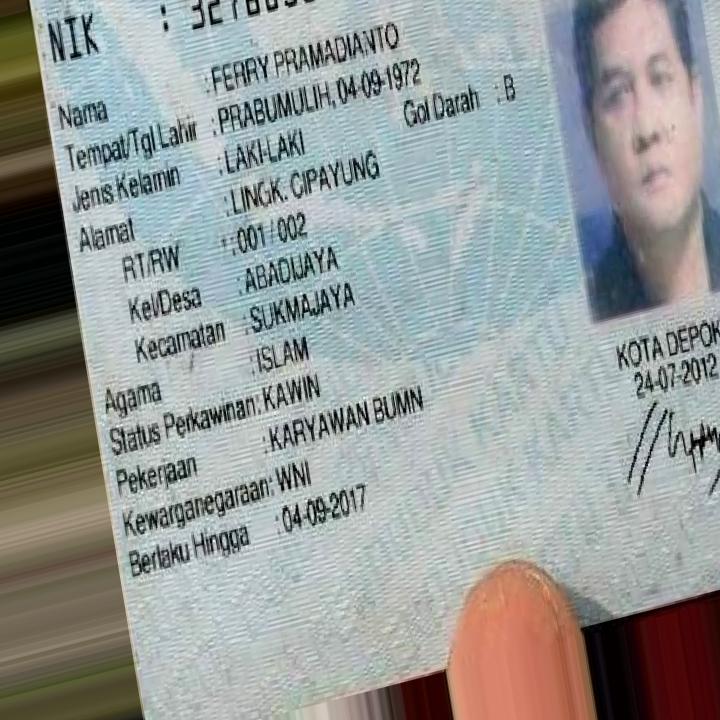 NIK :
Nama : FERRY PRAMADIANTO
Tempat/Tgl Lahir : PRABUMULIH, 04-09-1972
Jenis Kelamin : LAKI-LAKI Gol Darah : B
Alamat : LINGK. CIPAYUNG
RT/RW : 001/002
Kel/Desa : ABADIJAYA
Kecamatan : SUKMAJAYA
Agama : ISLAM
Status Perkawinan: KAWIN
Pekerjaan : KARYAWAN BUMN
Kewarganegaraan: WNI
Berlaku Hingga : 04-09-2017
KOTA DEPOK
24-07-2012